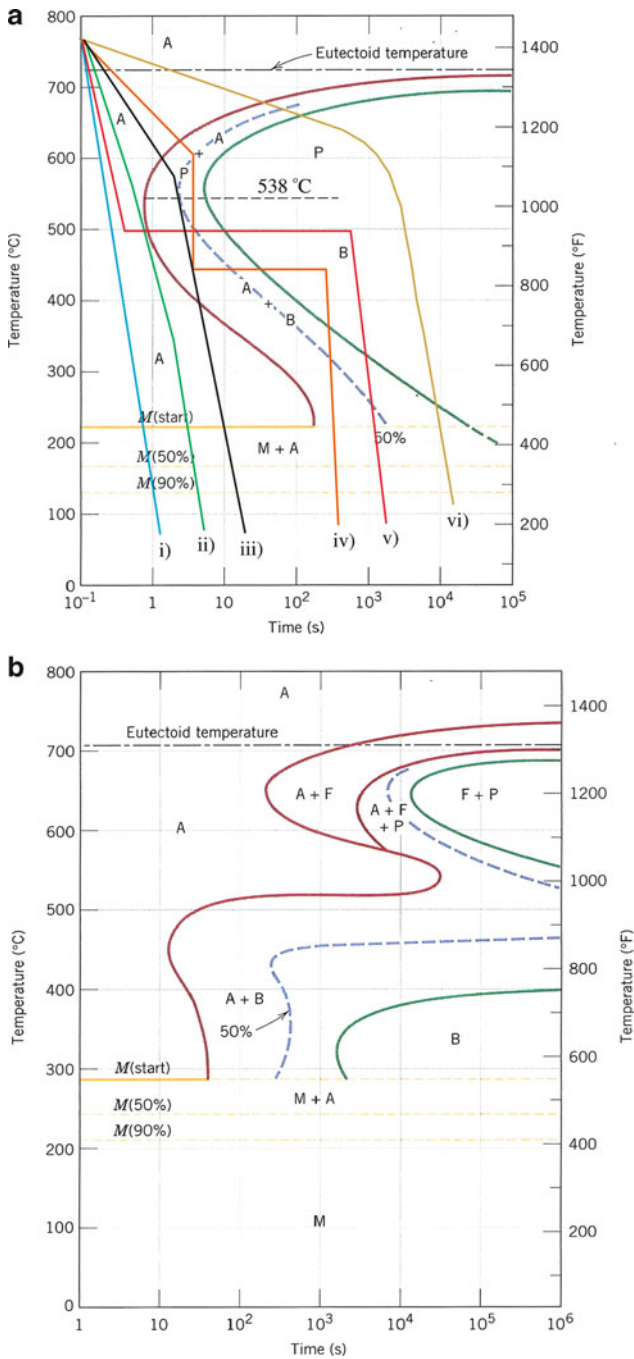 a
A
Eutectoid temperature
A
A
+
P
P
538 °C
B
A
+
B
A
M(start)
M + A
50%
M(50%)
M(90%)
i)
ii)
iii)
iv)
v)
vi)
800
700
600
500
400
300
200
100
0
Temperature (°C)
1400
1200
1000
800
600
400
200
Temperature (°F)
10⁻¹
1
10
10²
10³
10⁴
10⁵
Time (s)
b
A
Eutectoid temperature
A
A + F
A + F
+ P
F + P
A + B
50%
B
M(start)
M + A
M(50%)
M(90%)
M
800
700
600
500
400
300
200
100
0
Temperature (°C)
1400
1200
1000
800
600
400
200
Temperature (°F)
1
10
10²
10³
10⁴
10⁵
10⁶
Time (s)